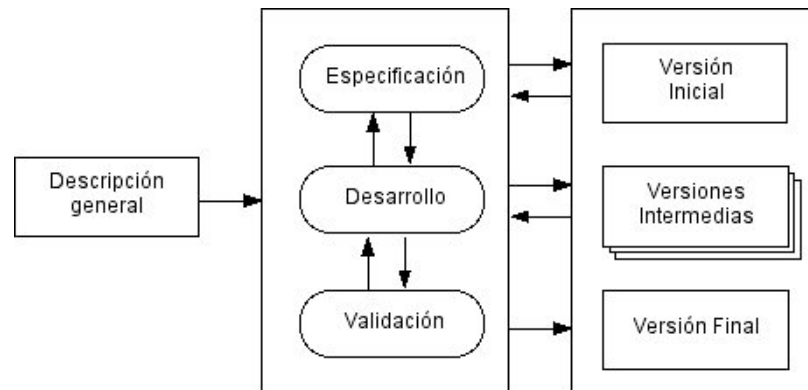 Especificación
Versión
Inicial
Descripción
general
Desarrollo
Versiones
Intermedias
Validación
Versión Final